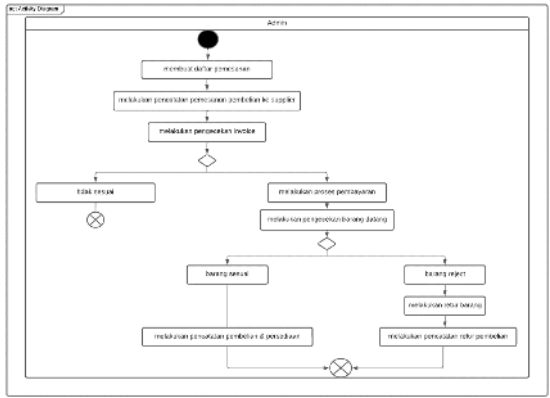 act Activity Diagram
Admin
membuat daftar pemesanan
melakukan pencatatan pemesanan pembelian ke supplier
melakukan pengecekan invoice
tidak sesuai
melakukan proses pembayaran
melakukan pengecekan barang datang
barang sesuai
barang reject
melakukan retur barang
melakukan pencatatan pembelian & persediaan
melakukan pencatatan retur pembelian